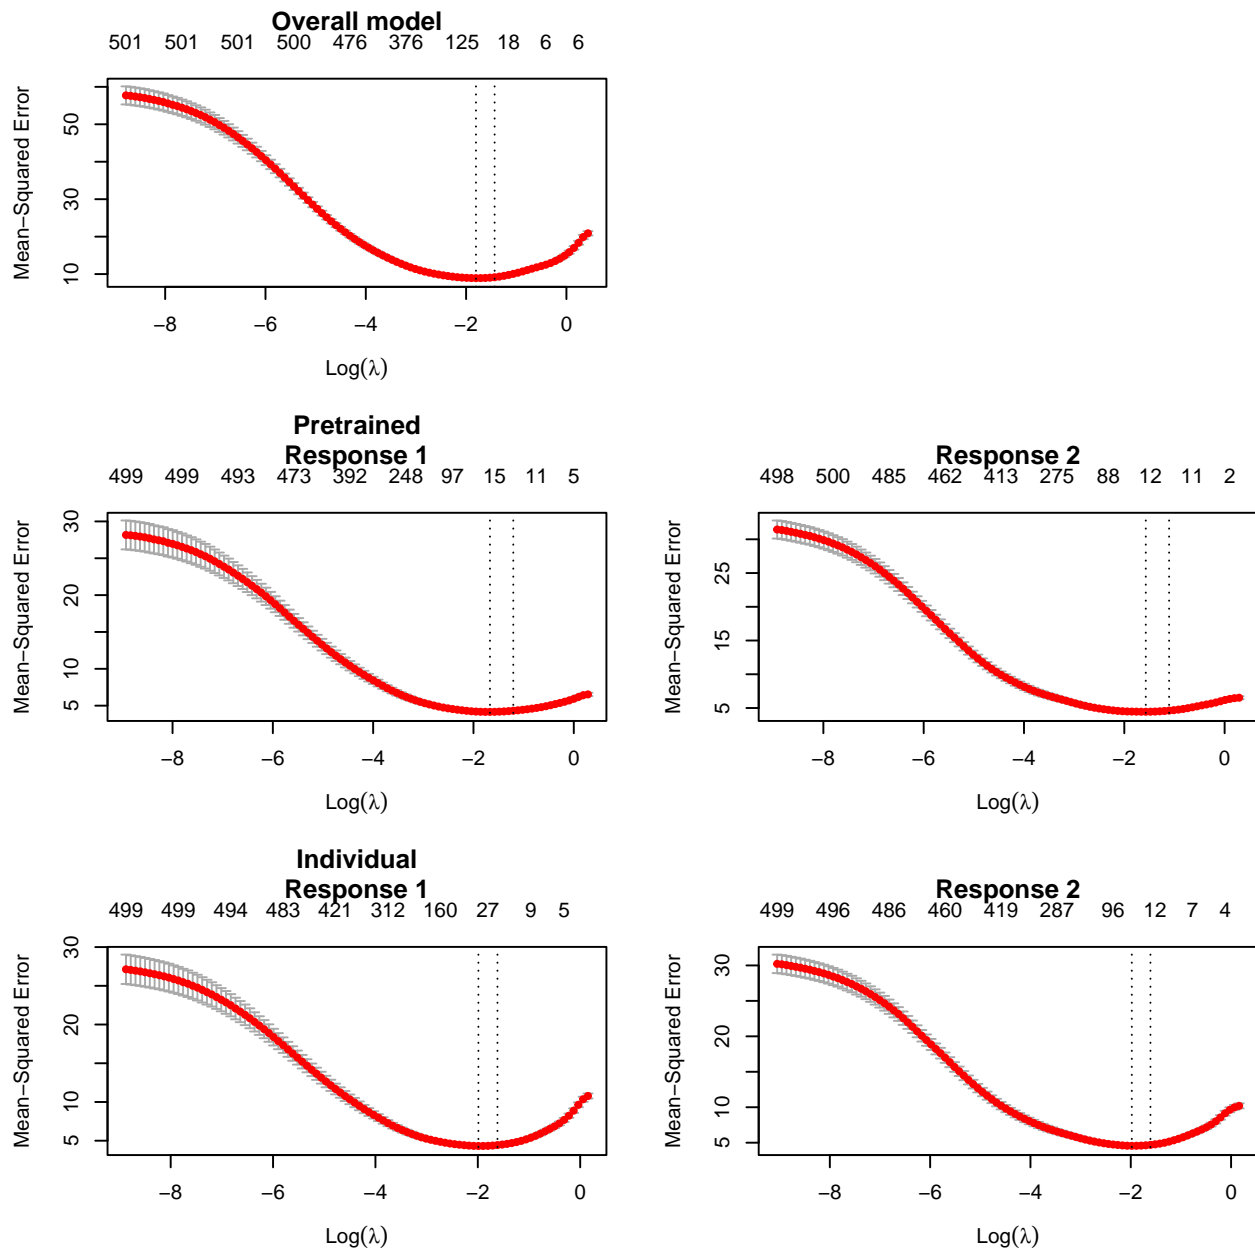 Overall model
501 501 501 500 476 376 125 18 6 6
Mean−Squared Error
50
30
10
−8 −6 −4 −2 0
Log(λ)
Pretrained
Response 1
499 499 493 473 392 248 97 15 11 5
Mean−Squared Error
30
20
10
5
−8 −6 −4 −2 0
Log(λ)
Response 2
498 500 485 462 413 275 88 12 11 2
Mean−Squared Error
25
15
5
−8 −6 −4 −2 0
Log(λ)
Individual
Response 1
499 499 494 483 421 312 160 27 9 5
Mean−Squared Error
30
20
10
5
−8 −6 −4 −2 0
Log(λ)
Response 2
499 496 486 460 419 287 96 12 7 4
Mean−Squared Error
30
20
10
5
−8 −6 −4 −2 0
Log(λ)